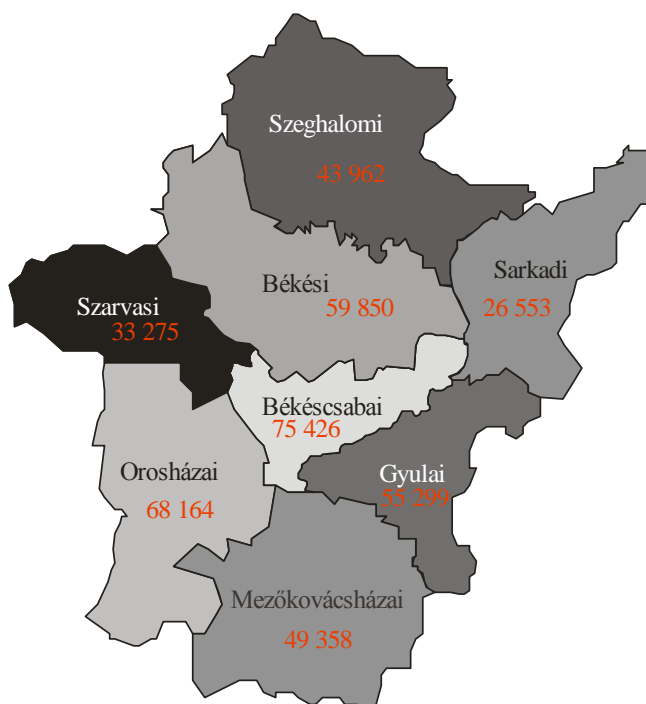 Szeghalomi
43 962
Békési
59 850
Sarkadi
26 553
Szarvasi
33 275
Békéscsabai
75 426
Orosházai
68 164
Gyulai
55 299
Mezőkovácsházai
49 358